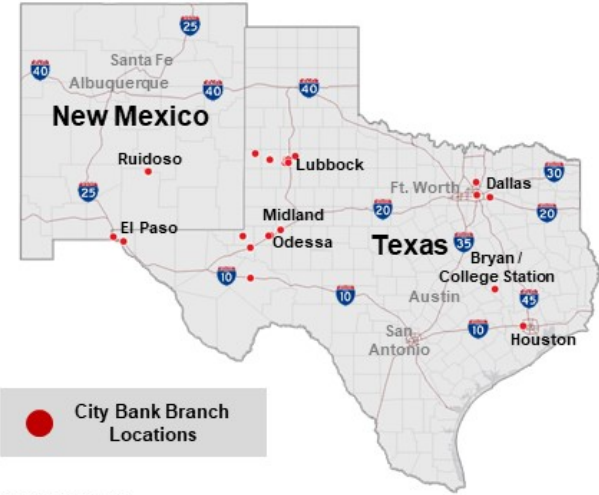 25
Santa Fe
40
Albuquerque
40
40
New Mexico
Ruidoso
Lubbock
30
25
Ft. Worth
Dallas
20
20
Midland
El Paso
Odessa
Texas
35
Bryan /
College Station
10
10
Austin
45
San
Antonio
10
Houston
City Bank Branch
Locations